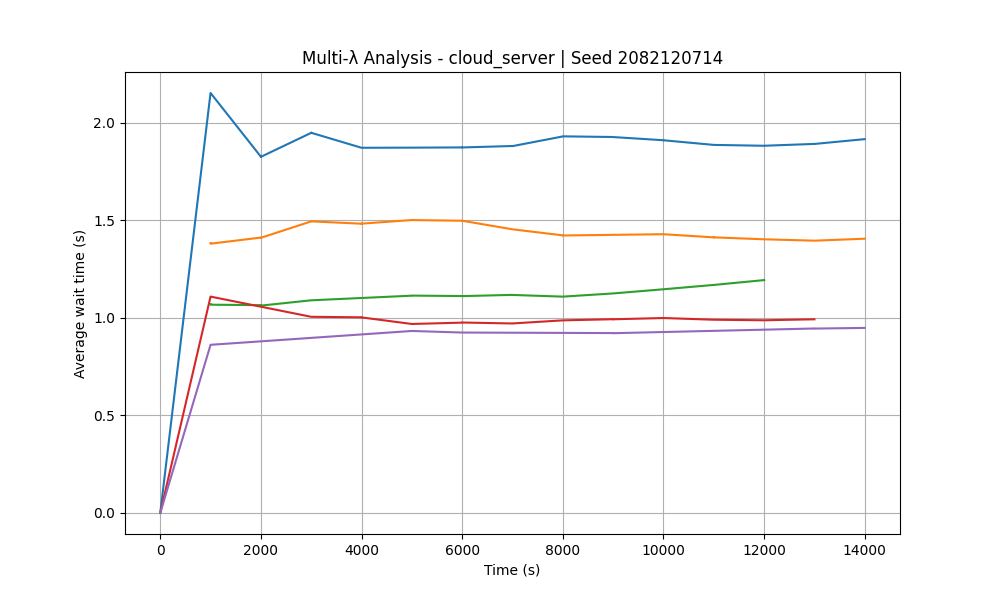 Multi-λ Analysis - cloud_server | Seed 2082120714
Average wait time (s)
2.0
1.5
1.0
0.5
0.0
0 2000 4000 6000 8000 10000 12000 14000
Time (s)